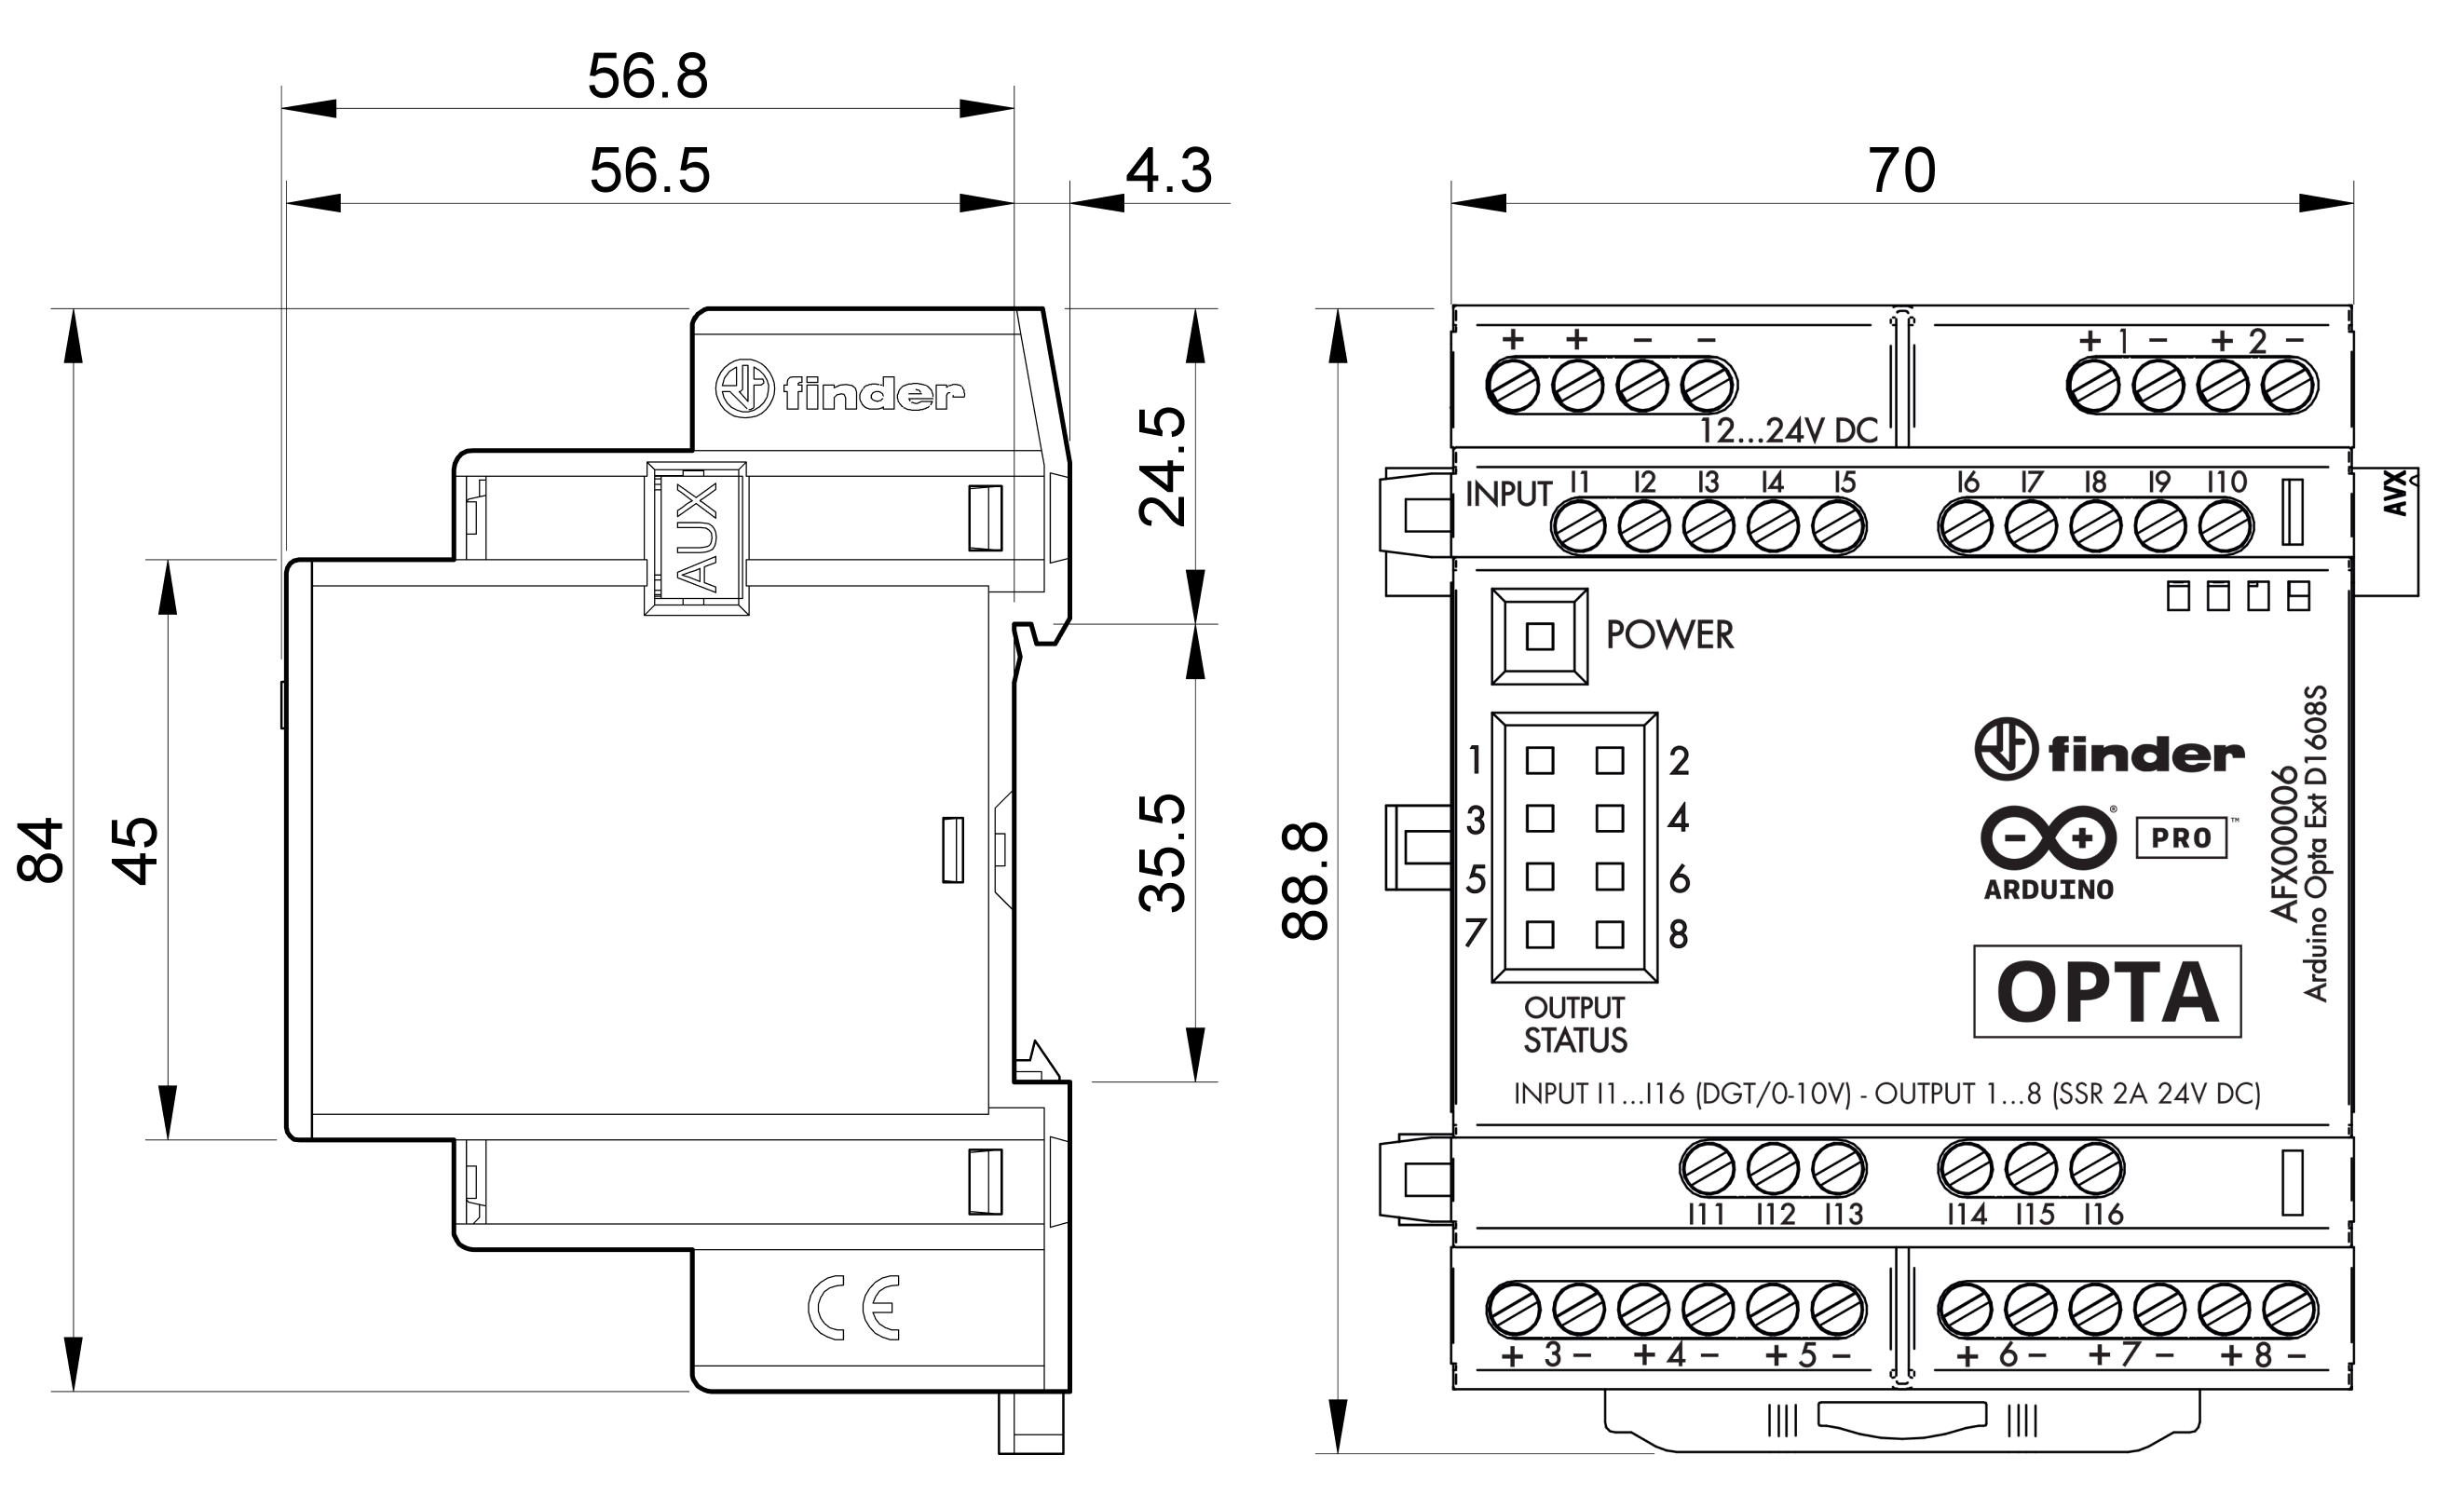 56.8
56.5
4.3
84
45
24.5
35.5
finder
AUX
CE
70
88.8
+ + - -
+ 1 - + 2 -
12...24V DC
INPUT I1 I2 I3 I4 I5 I6 I7 I8 I9 I10
AUX
POWER
1 2
3 4
5 6
7 8
OUTPUT
STATUS
finder
®
ARDUINO
PRO ™
OPTA
AFX00006
Arduino Opta Ext D1608S
INPUT I1...I16 (DGT/0-10V) - OUTPUT 1...8 (SSR 2A 24V DC)
I11 I12 I13 I14 I15 I16
+ 3 - + 4 - + 5 - + 6 - + 7 - + 8 -